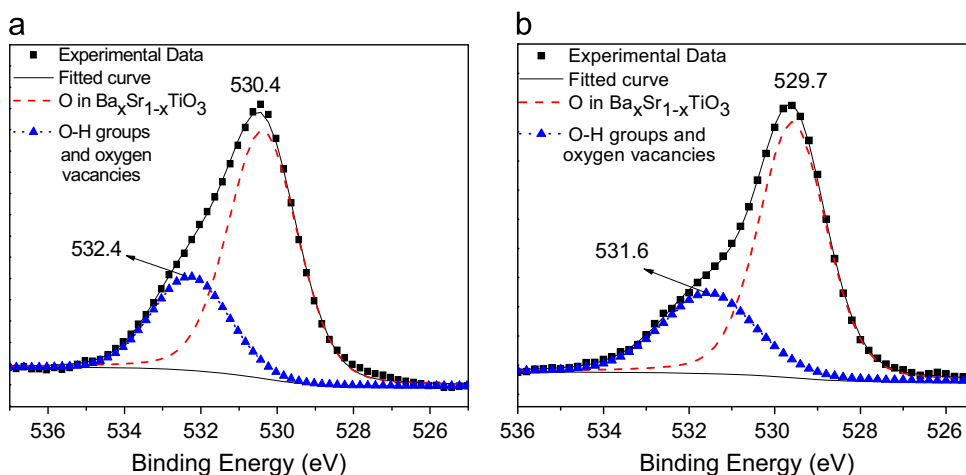 a
Experimental Data
Fitted curve
O in BaxSr1-xTiO3
O-H groups
and oxygen
vacancies
530.4
532.4
536 534 532 530 528 526
Binding Energy (eV)
b
Experimental Data
Fitted curve
O in BaxSr1-xTiO3
O-H groups and
oxygen vacancies
529.7
531.6
536 534 532 530 528 526
Binding Energy (eV)